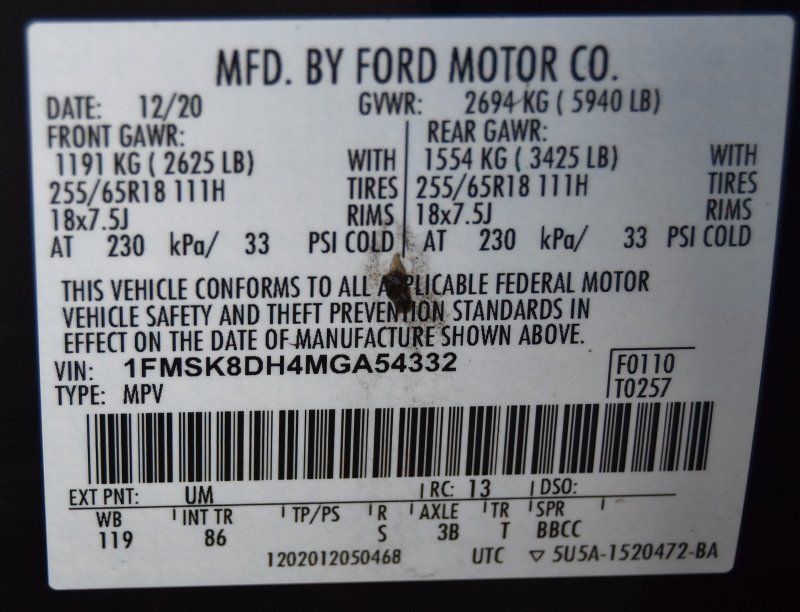 MFD. BY FORD MOTOR CO.
DATE: 12/20 GVWR: 2694 KG ( 5940 LB)
FRONT GAWR: REAR GAWR:
1191 KG ( 2625 LB) WITH 1554 KG ( 3425 LB) WITH
255/65R18 111H TIRES 255/65R18 111H TIRES
18x7.5J RIMS 18x7.5J RIMS
AT 230 kPa/ 33 PSI COLD AT 230 kPa/ 33 PSI COLD
THIS VEHICLE CONFORMS TO ALL APPLICABLE FEDERAL MOTOR
VEHICLE SAFETY AND THEFT PREVENTION STANDARDS IN
EFFECT ON THE DATE OF MANUFACTURE SHOWN ABOVE.
VIN: 1FMSK8DH4MGA54332 F0110
TYPE: MPV T0257
EXT PNT: UM RC: 13 DSO:
WB INT TR TP/PS R AXLE TR SPR
119 86 S 3B T BBCC
1202012050468 UTC ▽ 5U5A-1520472-BA